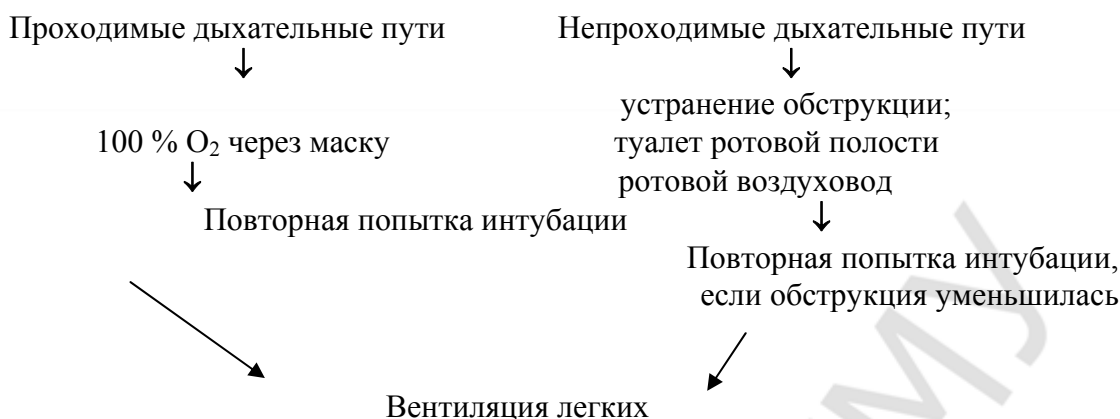 Проходимые дыхательные пути
Непроходимые дыхательные пути
100 % O₂ через маску
Повторная попытка интубации
устранение обструкции;
туалет ротовой полости
ротовой воздуховод
Повторная попытка интубации,
если обструкция уменьшилась
Вентиляция легких